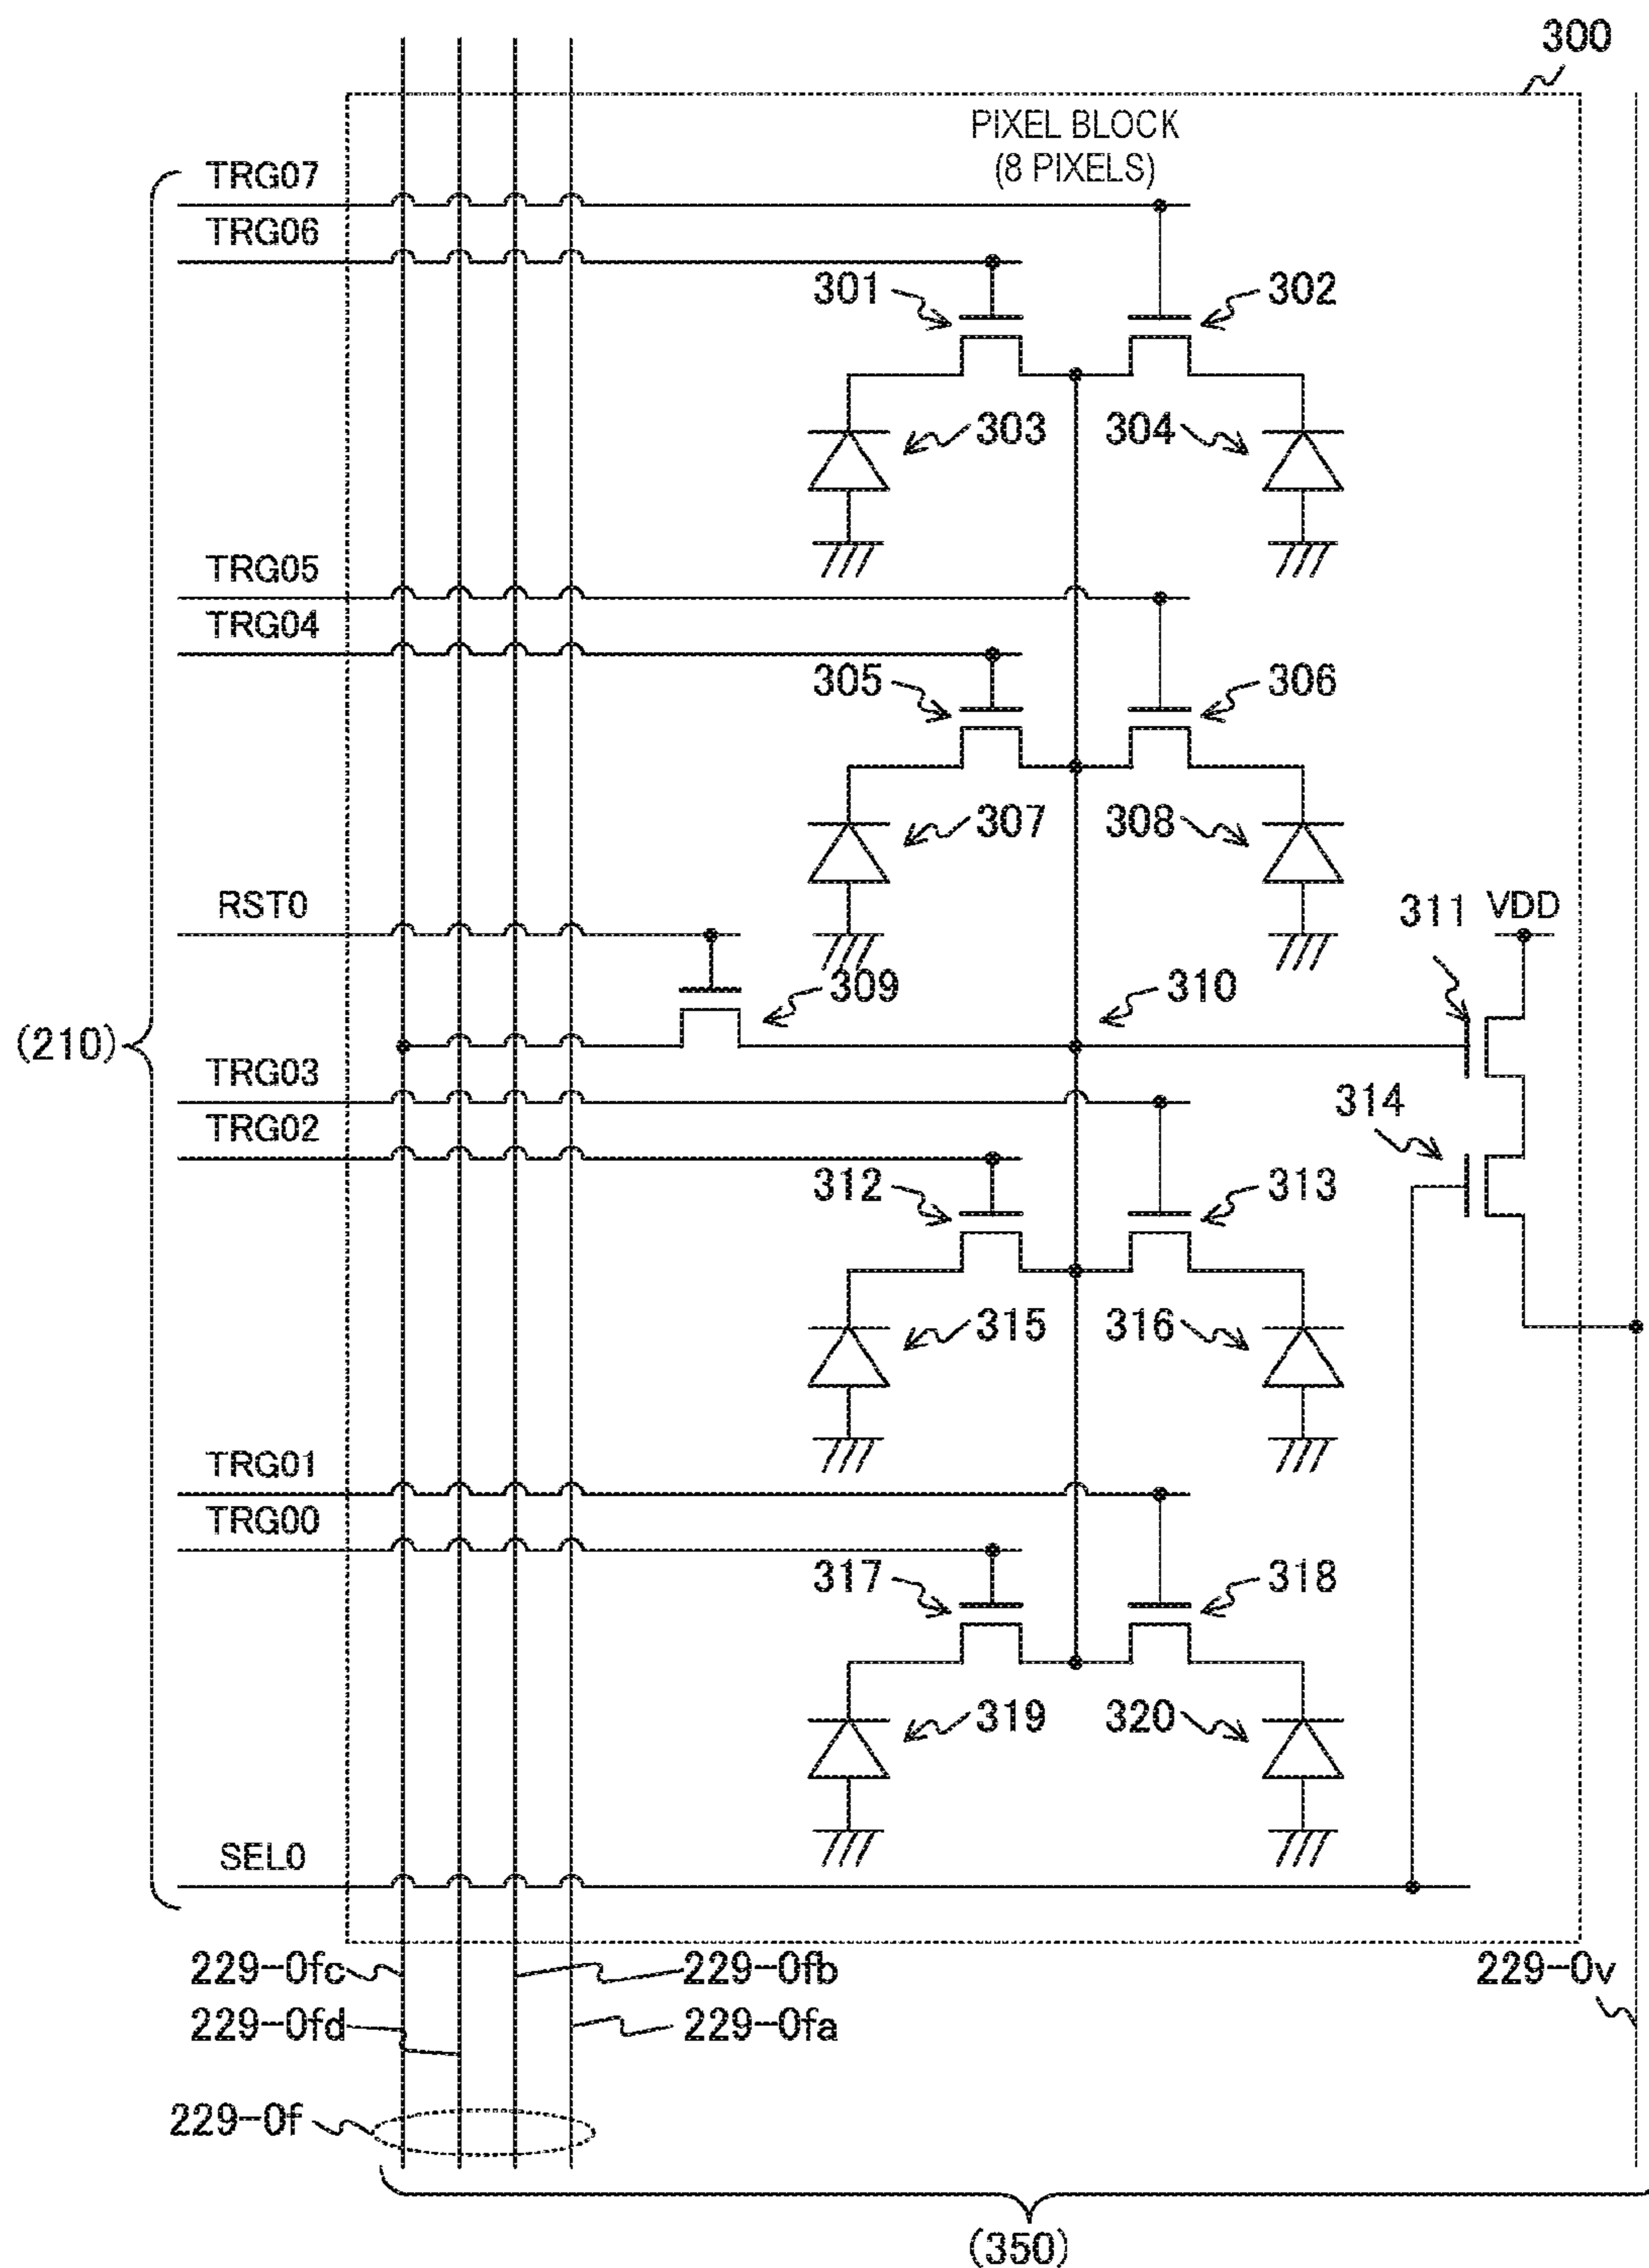 300
PIXEL BLOCK
(8 PIXELS)
TRG07
TRG06
301
302
303
304
TRG05
TRG04
305
306
307
308
RST0
311
VDD
309
310
(210)
TRG03
314
TRG02
312
313
315
316
TRG01
TRG00
317
318
319
320
SEL0
229-0fc
229-0fb
229-0v
229-0fd
229-0fa
229-0f
(350)